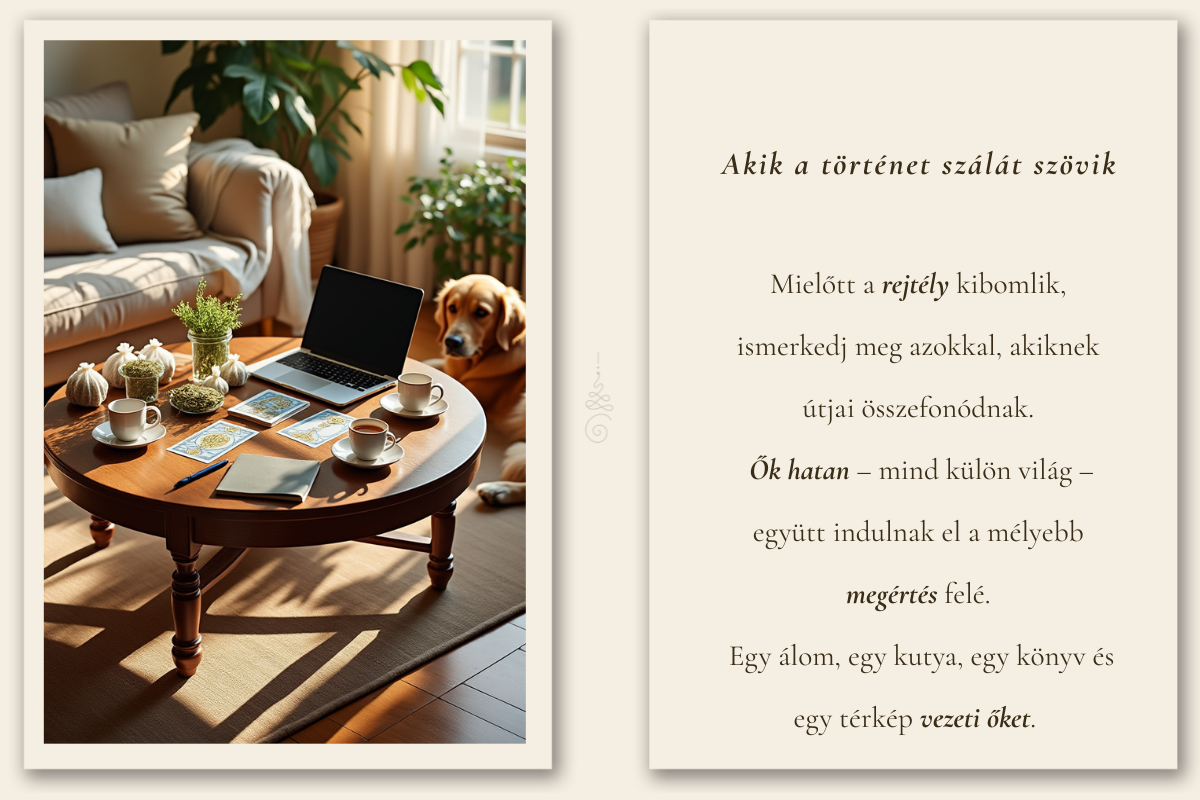 Akik a történet szálát szövik
Mielőtt a rejtély kibomlik,
ismerkedj meg azokkal, akiknek
útjai összefonódnak.
Ők hatan – mind külön világ –
együtt indulnak el a mélyebb
megértés felé.
Egy álom, egy kutya, egy könyv és
egy térkép vezeti őket.